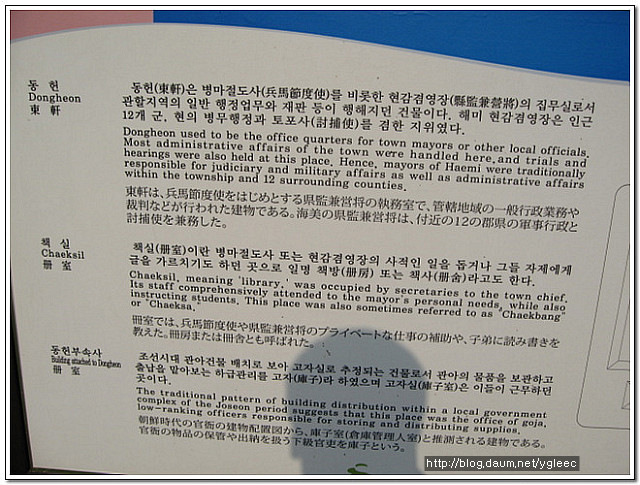 동 헌
Dongheon
東 軒
동헌(東軒)은 병마절도사(兵馬節度使)를 비롯한 현감겸영장(縣監兼營將)의 집무실로서
관할지역의 일반 행정업무와 재판 등이 행해지던 건물이다. 해미 현감겸영장은 인근
12개 군. 현의 병무행정과 토포사(討捕使)를 겸한 지위였다.
Dongheon used to be the office quarters for town mayors or other local officials.
Most administrative affairs of the town were handled here, and trials and
hearings were also held at this place. Hence, mayors of Haemi were traditionally
responsible for judiciary and military affairs as well as administrative affairs
within the township and 12 surrounding counties.
東軒は、兵馬節度使をはじめとする県監兼営将の執務室で、管轄地域の一般行政業務や
裁判などが行われた建物である。海美の県監兼営将は、付近の12の郡県の軍事行政と
討捕使を兼務した。
책 실
Chaeksil
冊 室
책실(冊室)이란 병마절도사 또는 현감겸영장의 사적인 일을 돕거나 그들 자제에게
글을 가르치기도 하던 곳으로 일명 책방(冊房) 또는 책사(冊舍)라고도 한다.
Chaeksil, meaning 'library,' was occupied by secretaries to the town chief.
Its staff comprehensively attended to the mayor's personal needs, while also
instructing students. This place was also sometimes referred to as "Chaekbang"
or "Chaeksa."
冊室では、兵馬節度使や県監兼営将のプライベートな仕事の補助や、子弟に読み書きを
教えた。冊房または冊舎とも呼ばれた。
동헌부속사
Building attached to Dongheon
冊 室
조선시대 관아건물 배치로 보아 고자실로 추정되는 건물로서 관아의 물품을 보관하고
출납을 맡아보는 하급관리를 고자(庫子)라 하였으며 고자실(庫子室)은 이들이 근무하던
곳이다.
The traditional pattern of building distribution within a local government
complex of the Joseon period suggests that this place was the office of goja,
low-ranking officers responsible for storing and distributing supplies.
朝鮮時代の官衙の建物配置図から、庫子室(倉庫管理人室)と推測される建物である。
官衙の物品の保管や出納を扱う下級官吏を庫子という。
http://blog.daum.net/ygleec